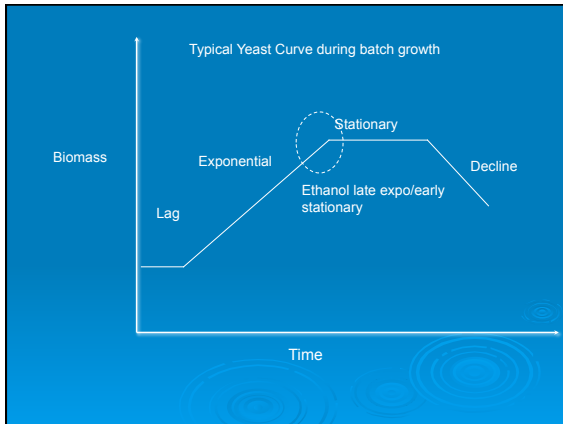 Typical Yeast Curve during batch growth
Stationary
Biomass
Exponential
Decline
Ethanol late expo/early
stationary
Lag
Time